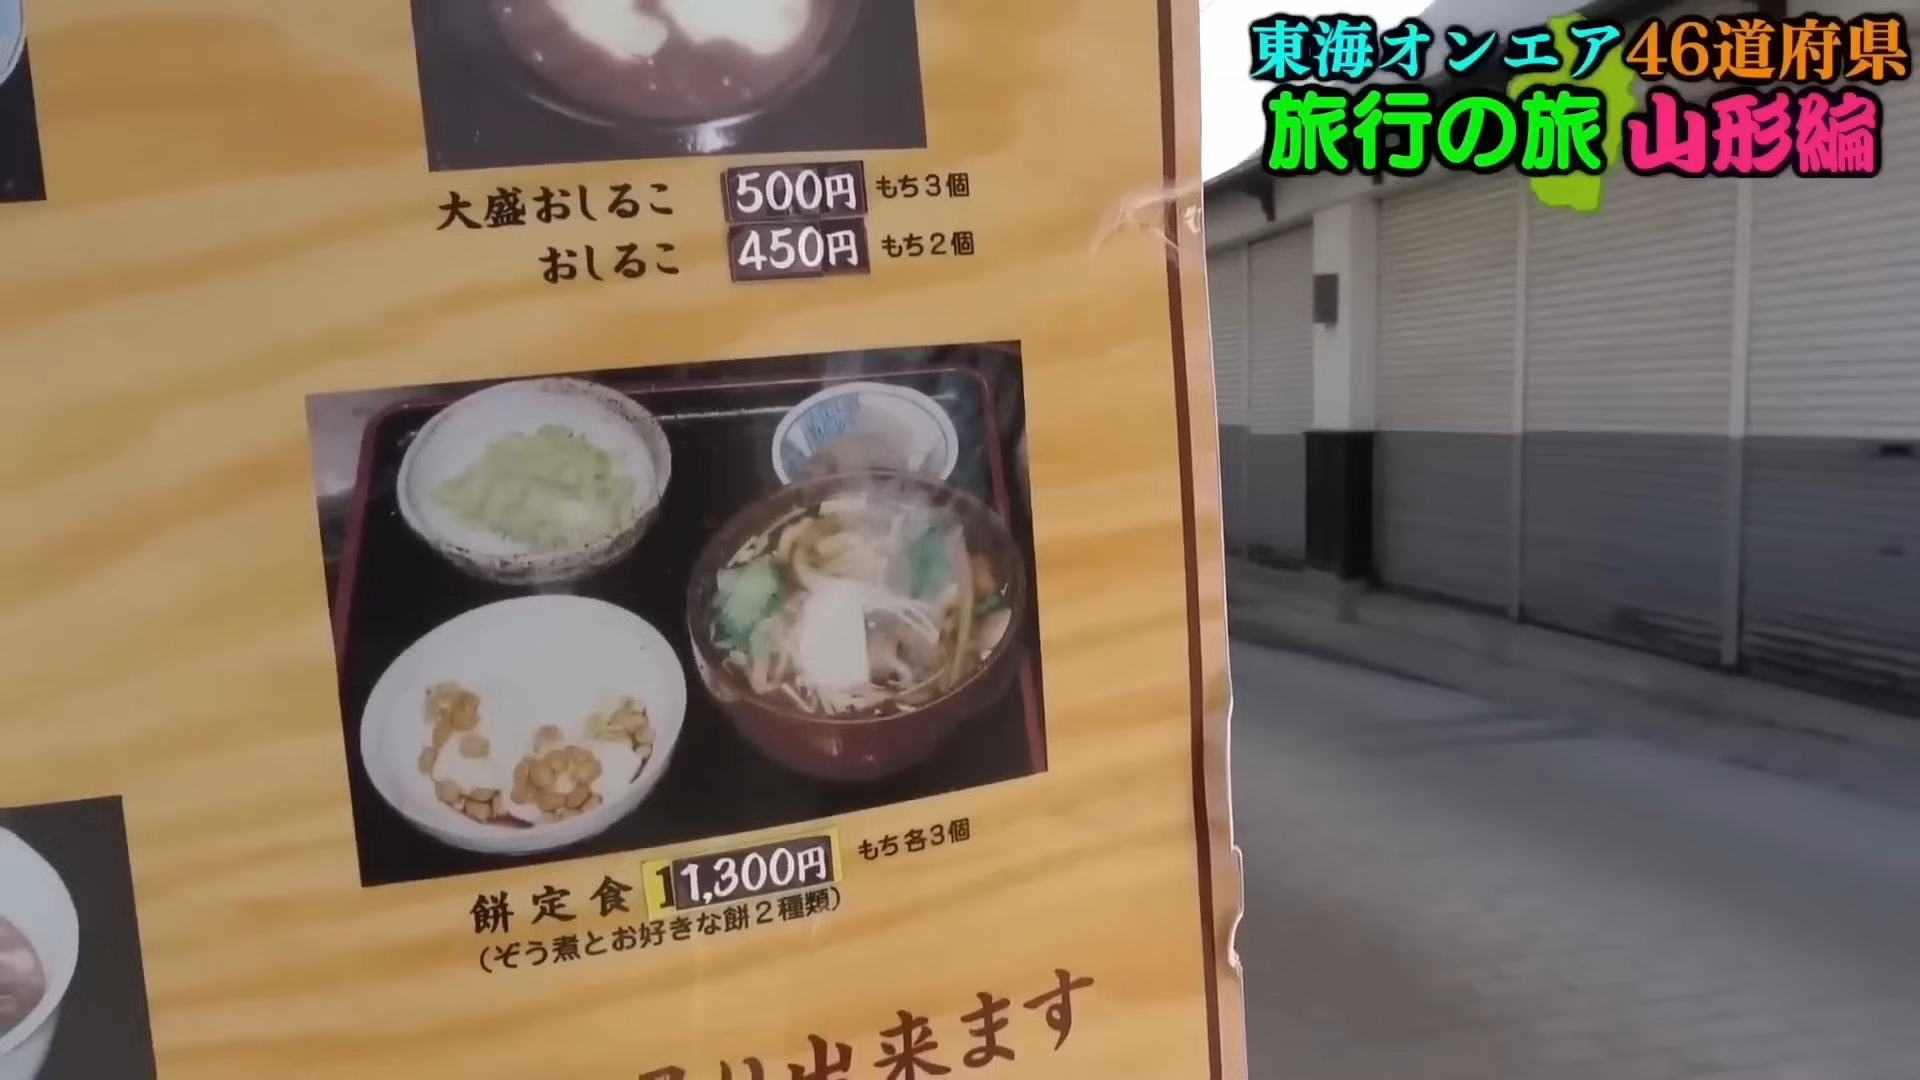 東海オンエア46道府県
旅行の旅 山形編
大盛おしるこ 500円 もち3個
おしるこ 450円 もち2個
餅定食 1,300円 もち各3個
(ぞう煮とお好きな餅2種類)
出来ます